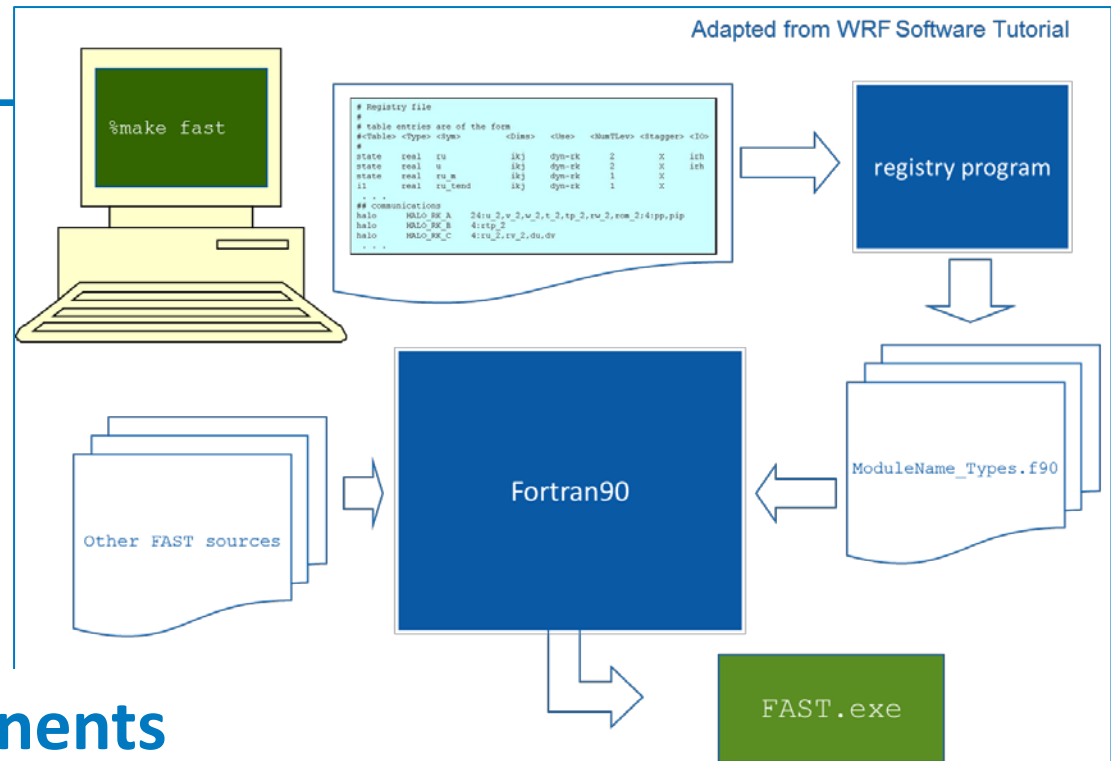 Adapted from WRF Software Tutorial
%make fast
# Registry file
#
# table entries are of the form
#<Table> <Type> <Sym> <Dims> <Use> <NumTLev> <Stagger> <IO>
#
state real ru ikj dyn-rk 2 X irh
state real u ikj dyn-rk 2 X irh
state real ru_m ikj dyn-rk 1 X
i1 real ru_tend ikj dyn-rk 1 X
. . .
## communications
halo HALO_RK_A 24:u_2,v_2,w_2,t_2,tp_2,rw_2,rom_2;4:pp,pip
halo HALO_RK_B 4:rtp_2
halo HALO_RK_C 4:ru_2,rv_2,du,dv
. . .
registry program
ModuleName_Types.f90
Fortran90
Other FAST sources
FAST.exe
nents